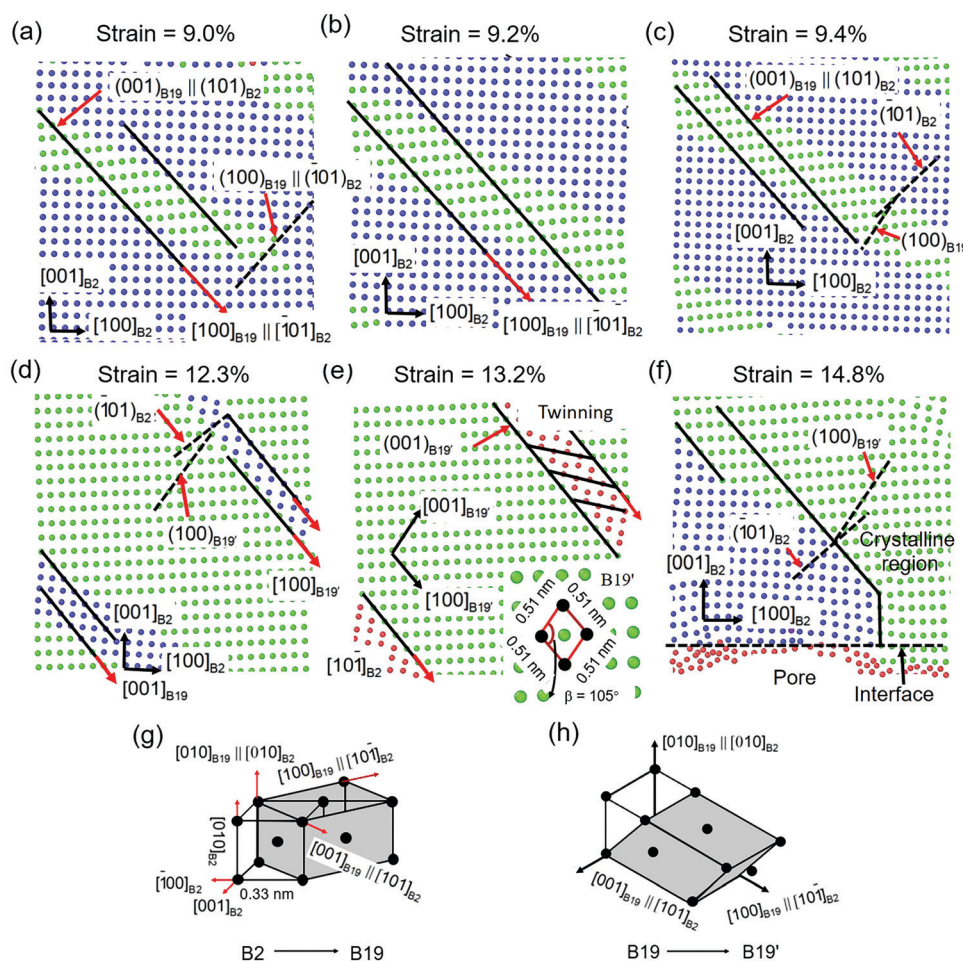 (a) Strain = 9.0%
(001)B19 || (101)B2
(100)B19 || (1̄01)B2
[001]B2
[100]B2
[100]B19 || [1̄01]B2
(b) Strain = 9.2%
[001]B2
[100]B2
[100]B19 || [1̄01]B2
(c) Strain = 9.4%
(001)B19 || (101)B2
(1̄01)B2
[001]B2
(100)B19
[100]B2
(d) Strain = 12.3%
(1̄01)B2
(100)B19'
[100]B19'
[001]B2
[100]B2
[001]B19
(e) Strain = 13.2%
Twinning
(001)B19'
[001]B19'
[100]B19'
[101̄]B2
B19'
0.51 nm 0.51 nm
0.51 nm 0.51 nm
β = 105°
(f) Strain = 14.8%
(100)B19'
(1̄01)B2
Crystalline
region
[001]B2
[100]B2
Pore
Interface
(g)
[010]B19 || [010]B2
[100]B19 || [101̄]B2
[010]B2
[001]B19 || [101]B2
[1̄00]B2
0.33 nm
[001]B2
B2 → B19
(h)
[010]B19 || [010]B2
[001]B19 || [101]B2
[100]B19 || [101̄]B2
B19 → B19'